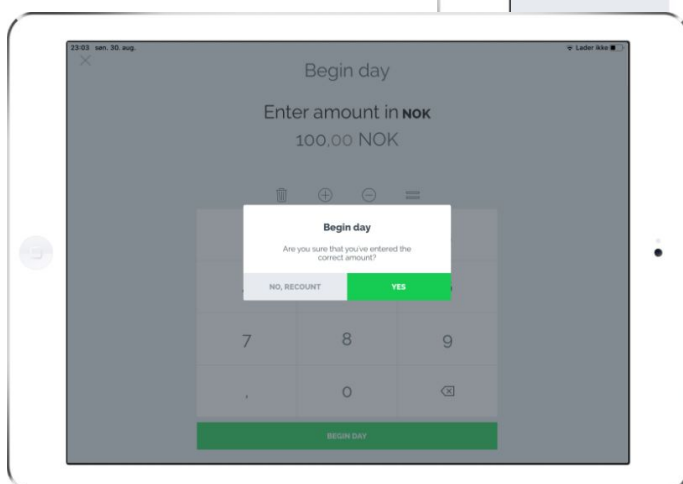 23:03 søn. 30. aug. Lader ikke
Begin day
Enter amount in NOK
100,00 NOK
Begin day
Are you sure that you've entered the
correct amount?
NO, RECOUNT YES
7 8 9
, 0
BEGIN DAY